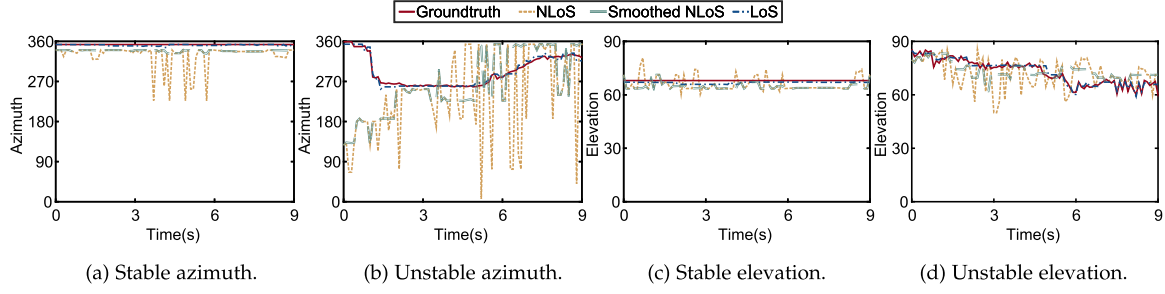 Groundtruth NLoS Smoothed NLoS LoS
360
270
180
90
0
Azimuth
0 3 6 9
Time(s)
(a) Stable azimuth.
360
270
180
90
0
Azimuth
0 3 6 9
Time(s)
(b) Unstable azimuth.
90
60
30
0
Elevation
0 3 6 9
Time(s)
(c) Stable elevation.
90
60
30
0
Elevation
0 3 6 9
Time(s)
(d) Unstable elevation.